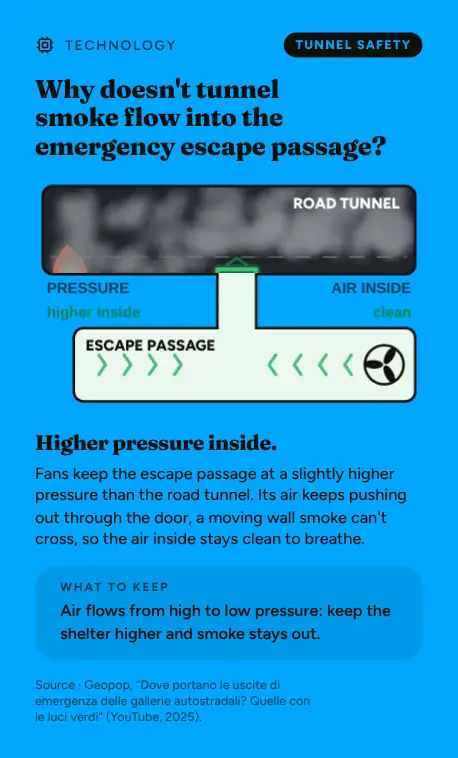 TECHNOLOGY
TUNNEL SAFETY
Why doesn't tunnel
smoke flow into the
emergency escape passage?
ROAD TUNNEL
PRESSURE
higher inside
AIR INSIDE
clean
ESCAPE PASSAGE
Higher pressure inside.
Fans keep the escape passage at a slightly higher
pressure than the road tunnel. Its air keeps pushing
out through the door, a moving wall smoke can't
cross, so the air inside stays clean to breathe.
WHAT TO KEEP
Air flows from high to low pressure: keep the
shelter higher and smoke stays out.
Source · Geopop, "Dove portano le uscite di
emergenza delle gallerie autostradali? Quelle con
le luci verdi" (YouTube, 2025).